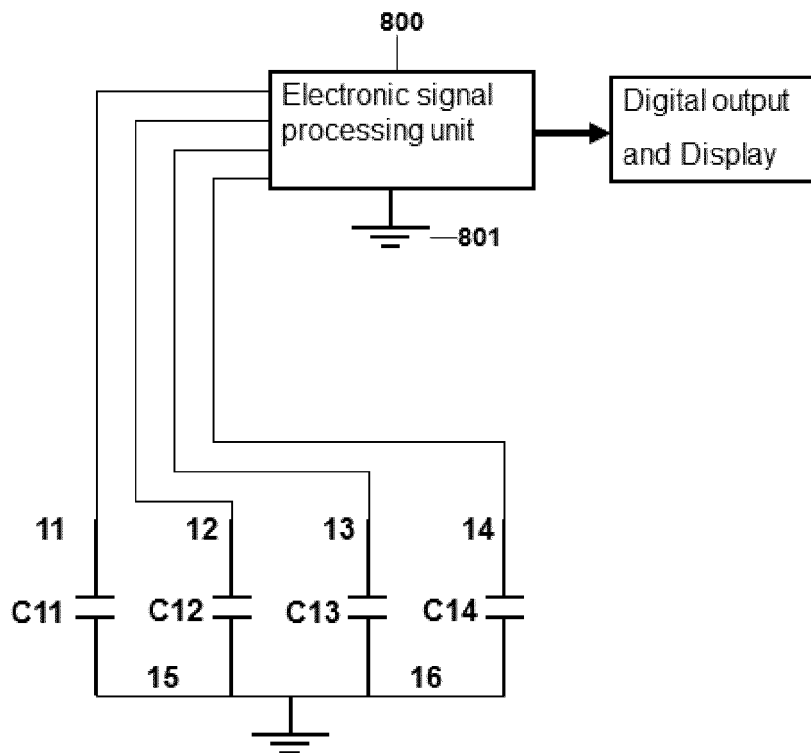 800
Electronic signal
processing unit
Digital output
and Display
801
11 12 13 14
C11 C12 C13 C14
15 16